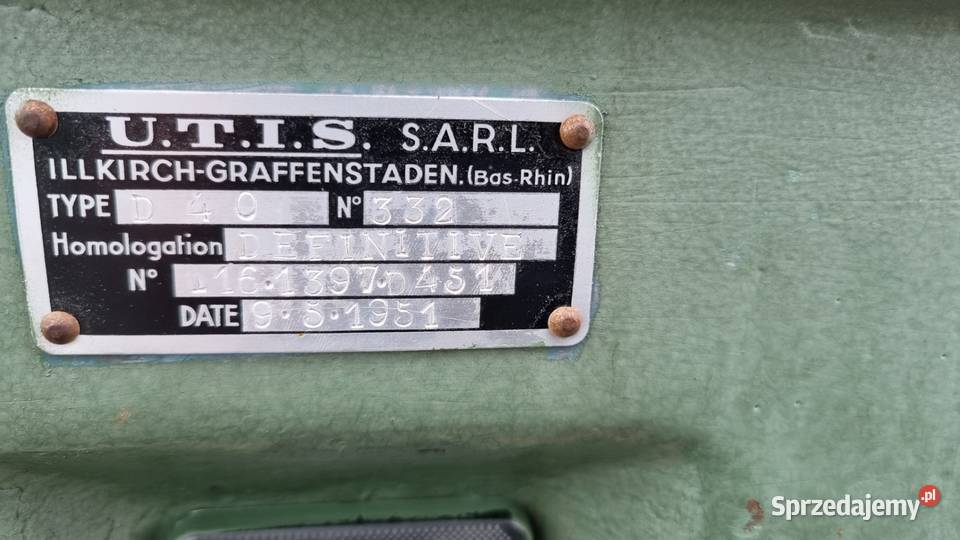 U.T.I.S. S.A.R.L.
ILLKIRCH-GRAFFENSTADEN. (Bas-Rhin)
TYPE D 40 N° 332
Homologation DEFINITIVE
N° 116.1397.D451
DATE 9.5.1951
Sprzedajemy.pl